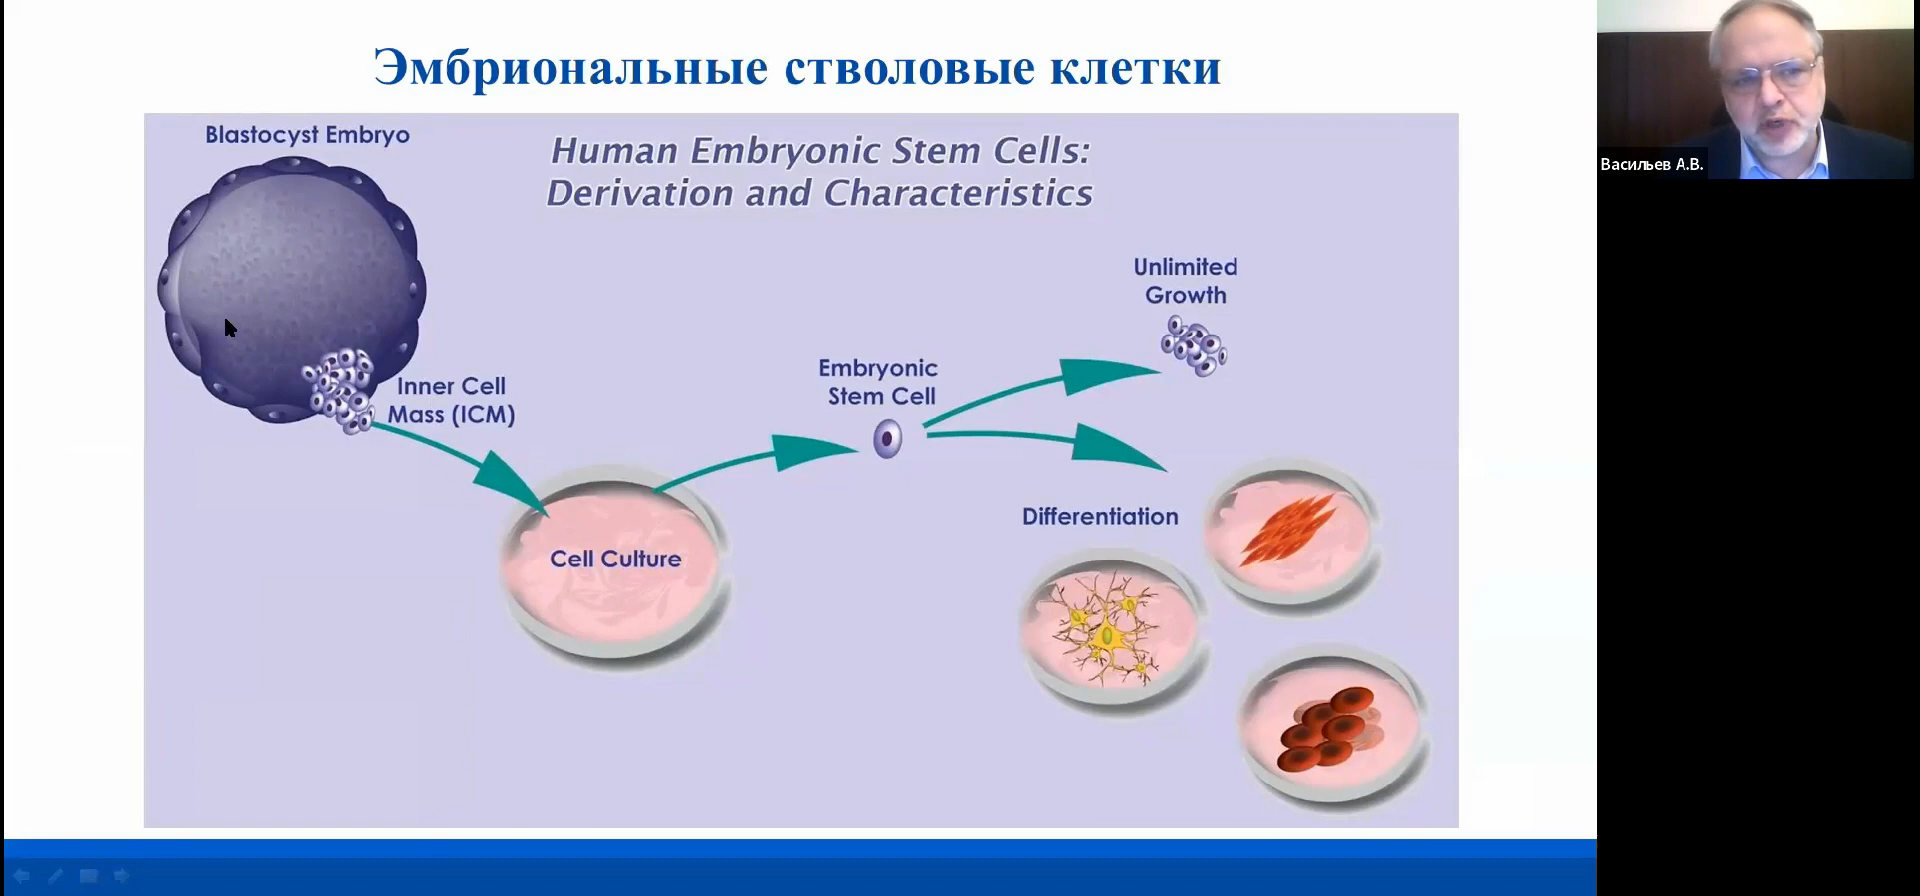 Эмбриональные стволовые клетки
Васильев А.В.
Blastocyst Embryo
Human Embryonic Stem Cells:
Derivation and Characteristics
Unlimited
Growth
Embryonic
Stem Cell
Inner Cell
Mass (ICM)
Differentiation
Cell Culture